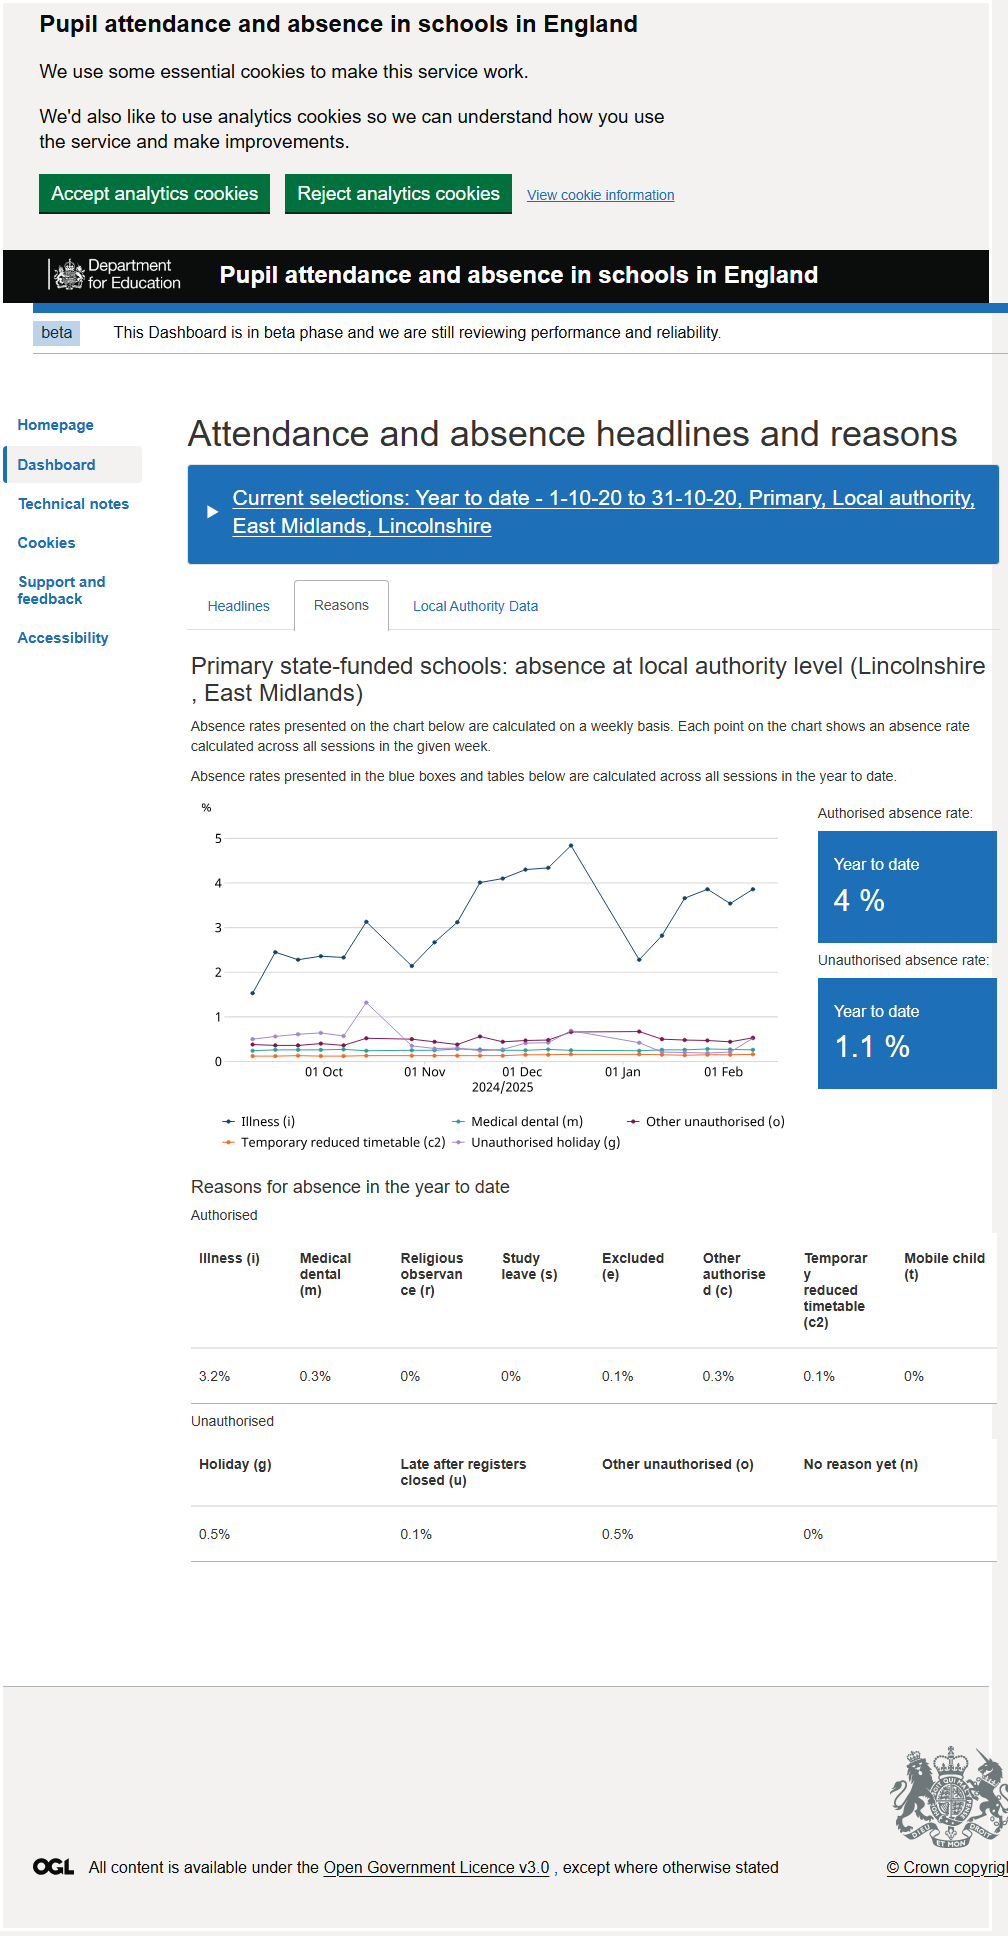 Pupil attendance and absence in schools in England
We use some essential cookies to make this service work.
We'd also like to use analytics cookies so we can understand how you use
the service and make improvements.
Accept analytics cookies Reject analytics cookies View cookie information
Department
for Education
Pupil attendance and absence in schools in England
beta This Dashboard is in beta phase and we are still reviewing performance and reliability.
Homepage
Dashboard
Technical notes
Cookies
Support and
feedback
Accessibility
Attendance and absence headlines and reasons
Current selections: Year to date - 1-10-20 to 31-10-20, Primary, Local authority,
East Midlands, Lincolnshire
Headlines Reasons Local Authority Data
Primary state-funded schools: absence at local authority level (Lincolnshire
, East Midlands)
Absence rates presented on the chart below are calculated on a weekly basis. Each point on the chart shows an absence rate
calculated across all sessions in the given week.
Absence rates presented in the blue boxes and tables below are calculated across all sessions in the year to date.
%
5
4
3
2
1
0
01 Oct 01 Nov 01 Dec 01 Jan 01 Feb
2024/2025
Illness (i) Medical dental (m) Other unauthorised (o)
Temporary reduced timetable (c2) Unauthorised holiday (g)
Authorised absence rate:
Year to date
4 %
Unauthorised absence rate:
Year to date
1.1 %
Reasons for absence in the year to date
Authorised
Illness (i)
Medical
dental
(m)
Religious
observan
ce (r)
Study
leave (s)
Excluded
(e)
Other
authorise
d (c)
Temporar
y
reduced
timetable
(c2)
Mobile child
(t)
3.2% 0.3% 0% 0% 0.1% 0.3% 0.1% 0%
Unauthorised
Holiday (g)
Late after registers
closed (u)
Other unauthorised (o)
No reason yet (n)
0.5% 0.1% 0.5% 0%
OGL All content is available under the Open Government Licence v3.0 , except where otherwise stated
DIEU ET MON DROIT
© Crown copyrig